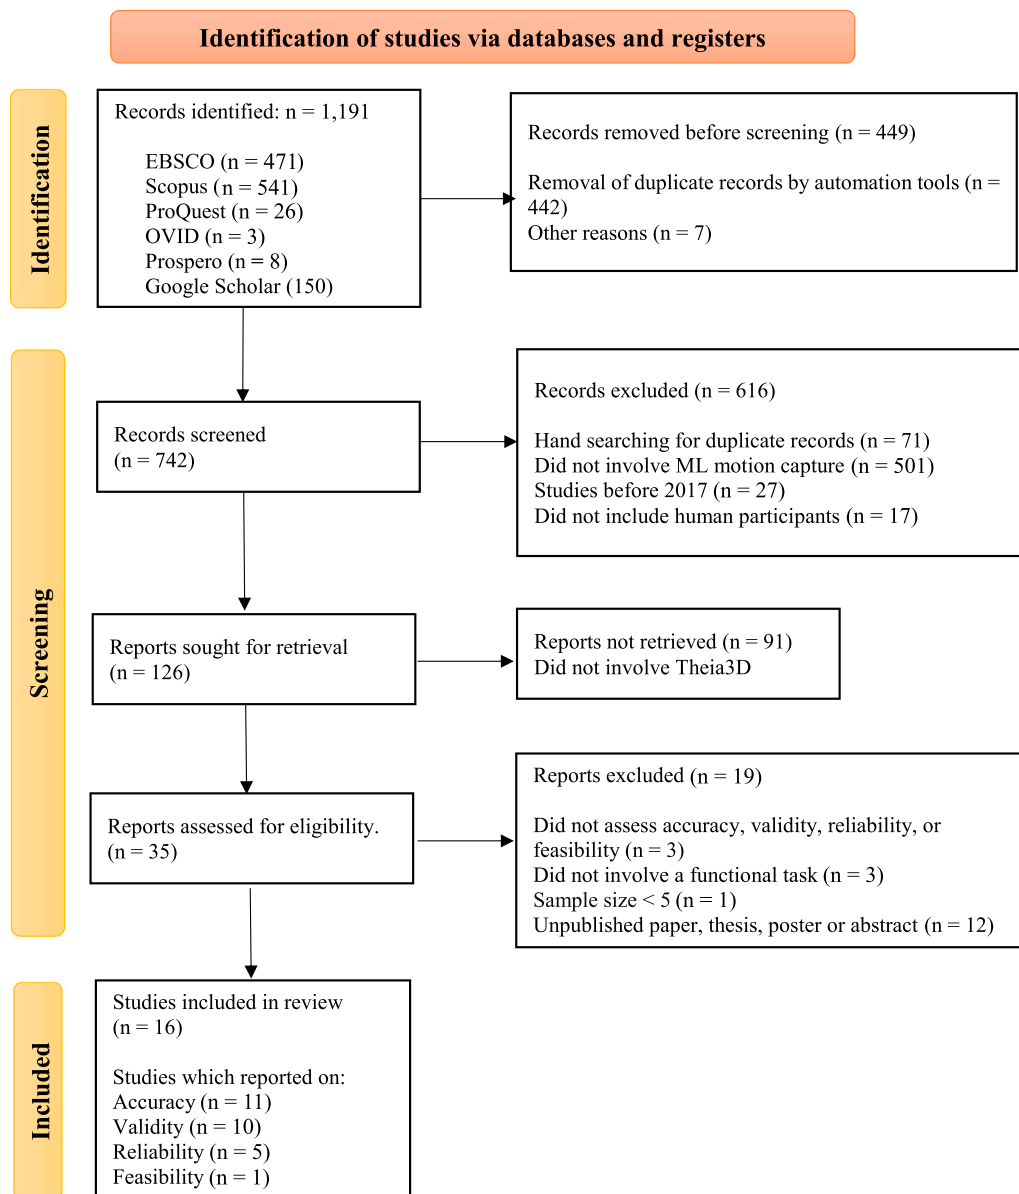 Identification of studies via databases and registers
Identification
Records identified: n = 1,191
EBSCO (n = 471)
Scopus (n = 541)
ProQuest (n = 26)
OVID (n = 3)
Prospero (n = 8)
Google Scholar (150)
Records removed before screening (n = 449)
Removal of duplicate records by automation tools (n =
442)
Other reasons (n = 7)
Screening
Records screened
(n = 742)
Records excluded (n = 616)
Hand searching for duplicate records (n = 71)
Did not involve ML motion capture (n = 501)
Studies before 2017 (n = 27)
Did not include human participants (n = 17)
Reports sought for retrieval
(n = 126)
Reports not retrieved (n = 91)
Did not involve Theia3D
Reports assessed for eligibility.
(n = 35)
Reports excluded (n = 19)
Did not assess accuracy, validity, reliability, or
feasibility (n = 3)
Did not involve a functional task (n = 3)
Sample size < 5 (n = 1)
Unpublished paper, thesis, poster or abstract (n = 12)
Included
Studies included in review
(n = 16)
Studies which reported on:
Accuracy (n = 11)
Validity (n = 10)
Reliability (n = 5)
Feasibility (n = 1)